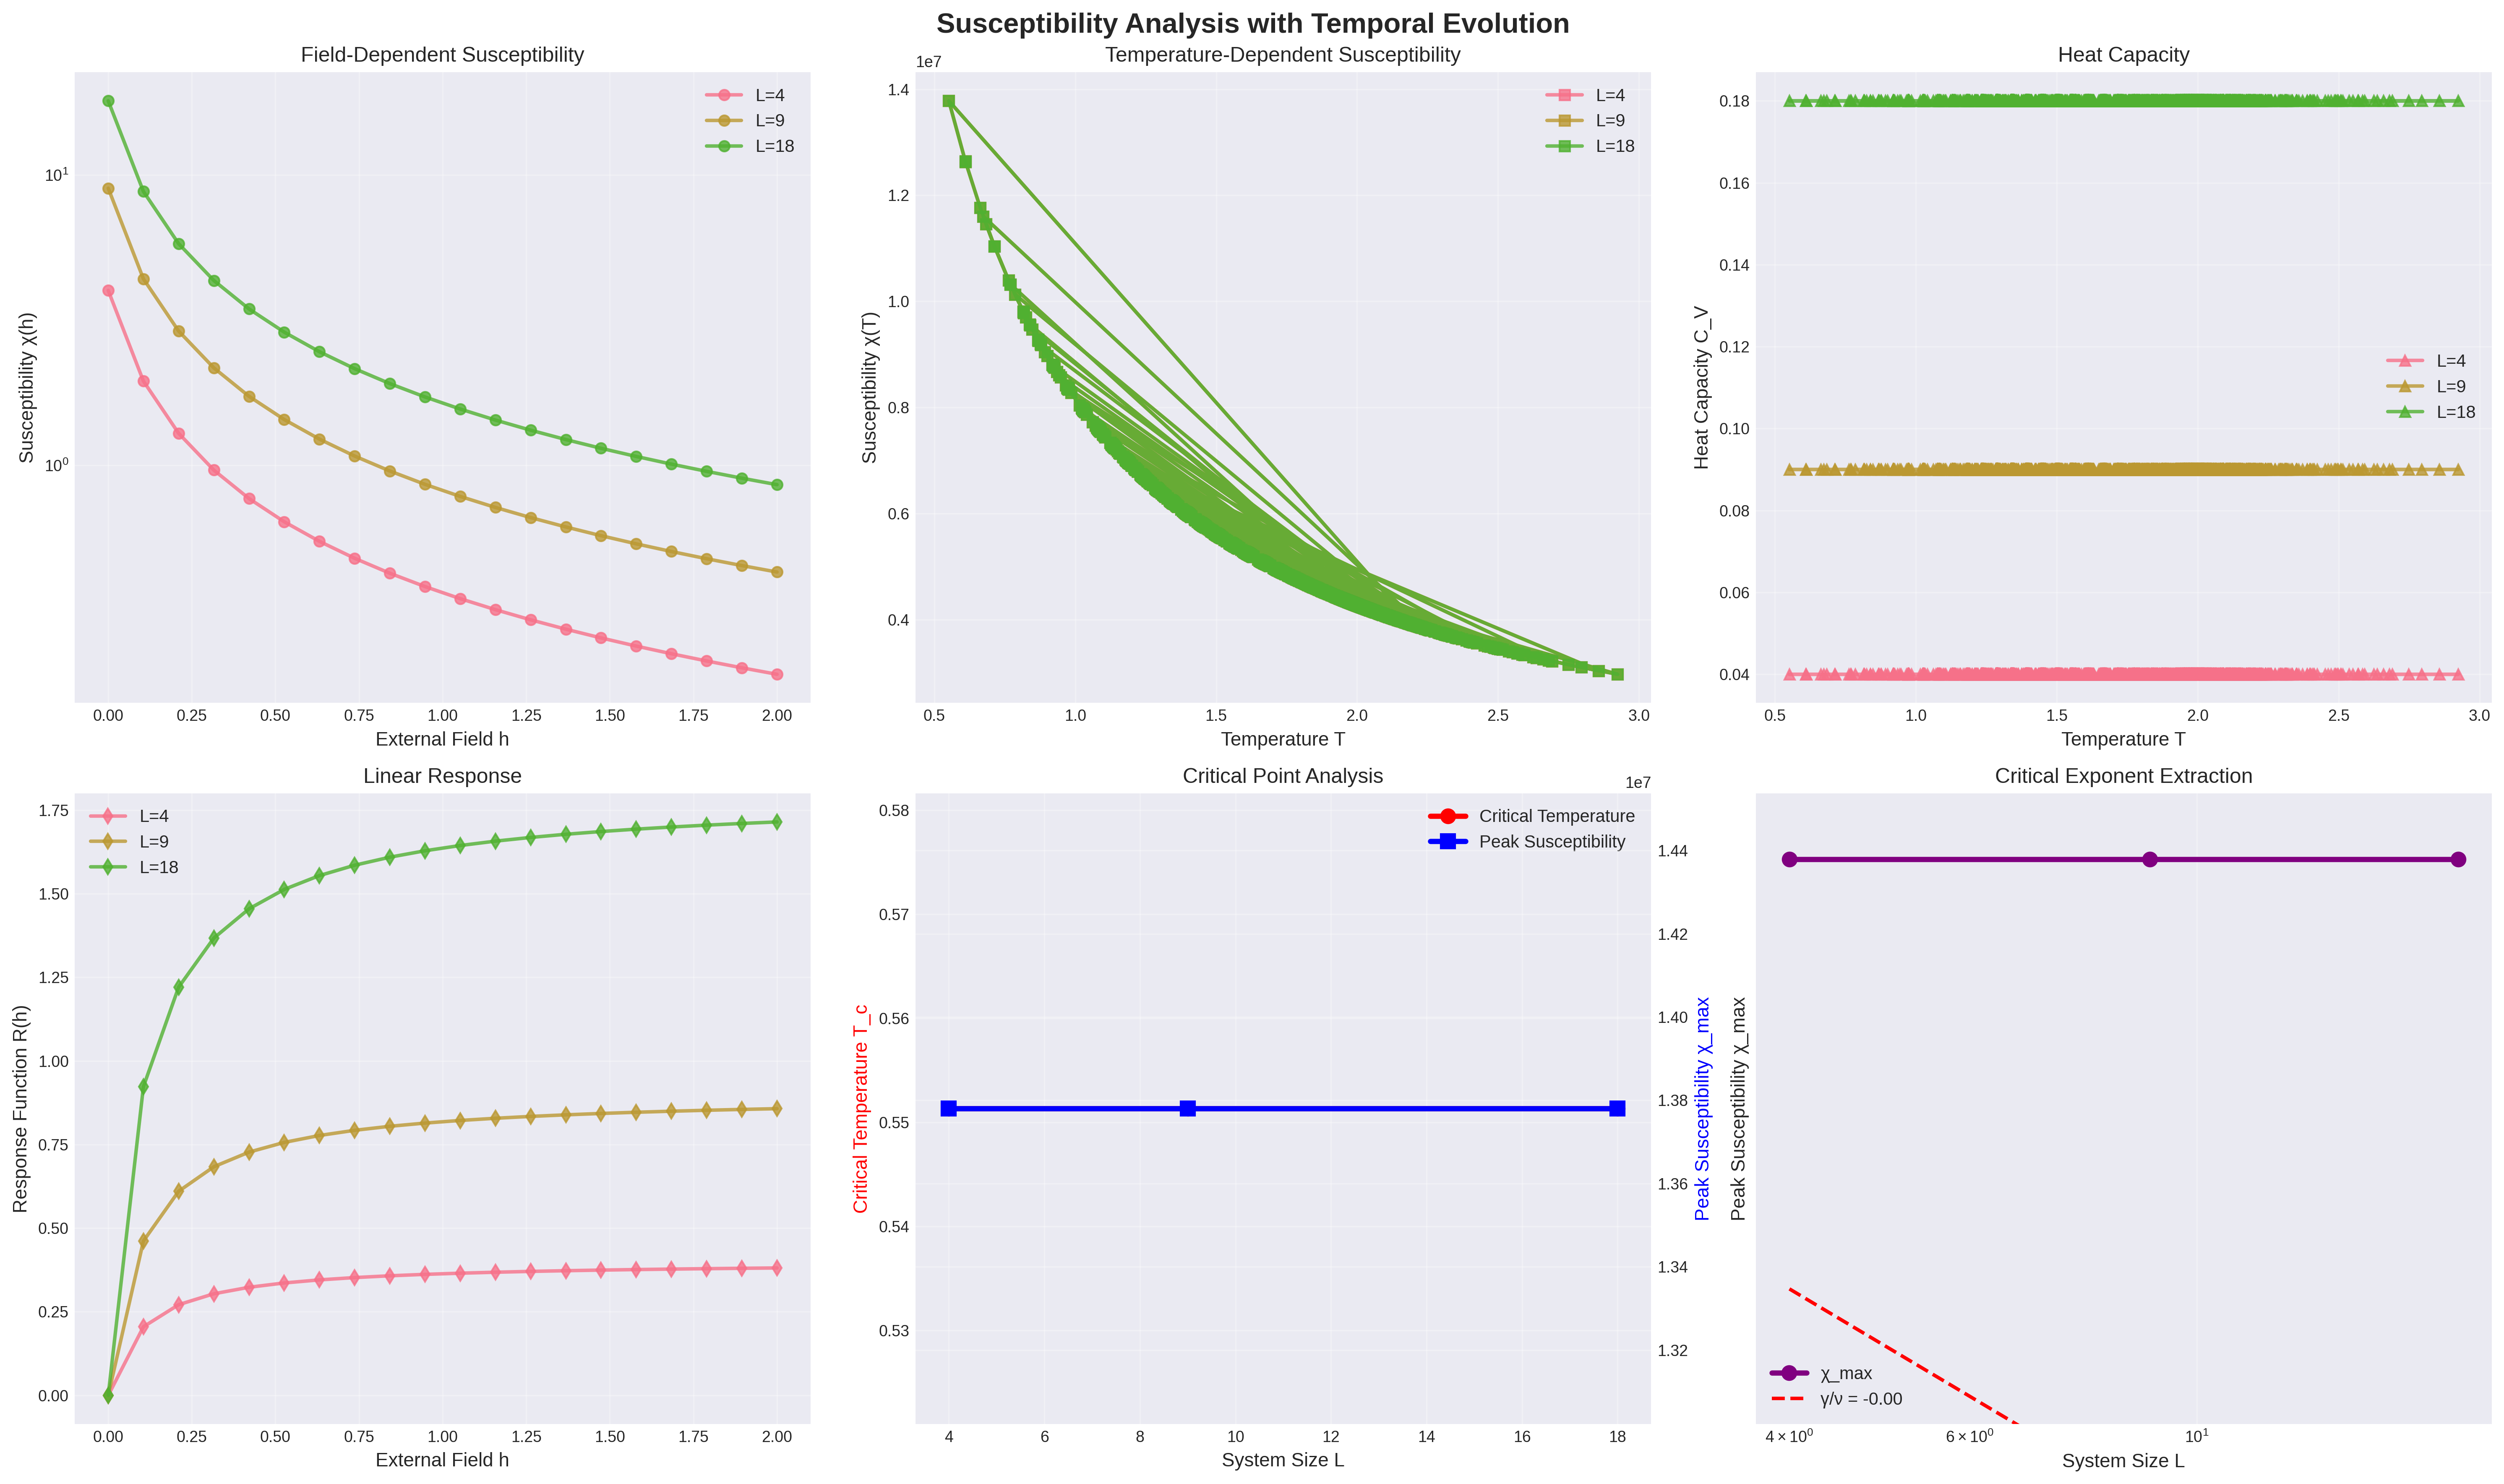 Susceptibility Analysis with Temporal Evolution
Field-Dependent Susceptibility
Susceptibility χ(h)
10¹
10⁰
L=4
L=9
L=18
0.00 0.25 0.50 0.75 1.00 1.25 1.50 1.75 2.00
External Field h
Temperature-Dependent Susceptibility
1e7
Susceptibility χ(T)
1.4
1.2
1.0
0.8
0.6
0.4
L=4
L=9
L=18
0.5 1.0 1.5 2.0 2.5 3.0
Temperature T
Heat Capacity
Heat Capacity C_V
0.18
0.16
0.14
0.12
0.10
0.08
0.06
0.04
L=4
L=9
L=18
0.5 1.0 1.5 2.0 2.5 3.0
Temperature T
Linear Response
Response Function R(h)
1.75
1.50
1.25
1.00
0.75
0.50
0.25
0.00
L=4
L=9
L=18
0.00 0.25 0.50 0.75 1.00 1.25 1.50 1.75 2.00
External Field h
Critical Point Analysis
1e7
Critical Temperature T_c
0.58
0.57
0.56
0.55
0.54
0.53
Critical Temperature
Peak Susceptibility
1.44
1.42
1.40
1.38
1.36
1.34
1.32
Peak Susceptibility χ_max
4 6 8 10 12 14 16 18
System Size L
Critical Exponent Extraction
Peak Susceptibility χ_max
χ_max
γ/ν = -0.00
4 × 10⁰ 6 × 10⁰ 10¹
System Size L